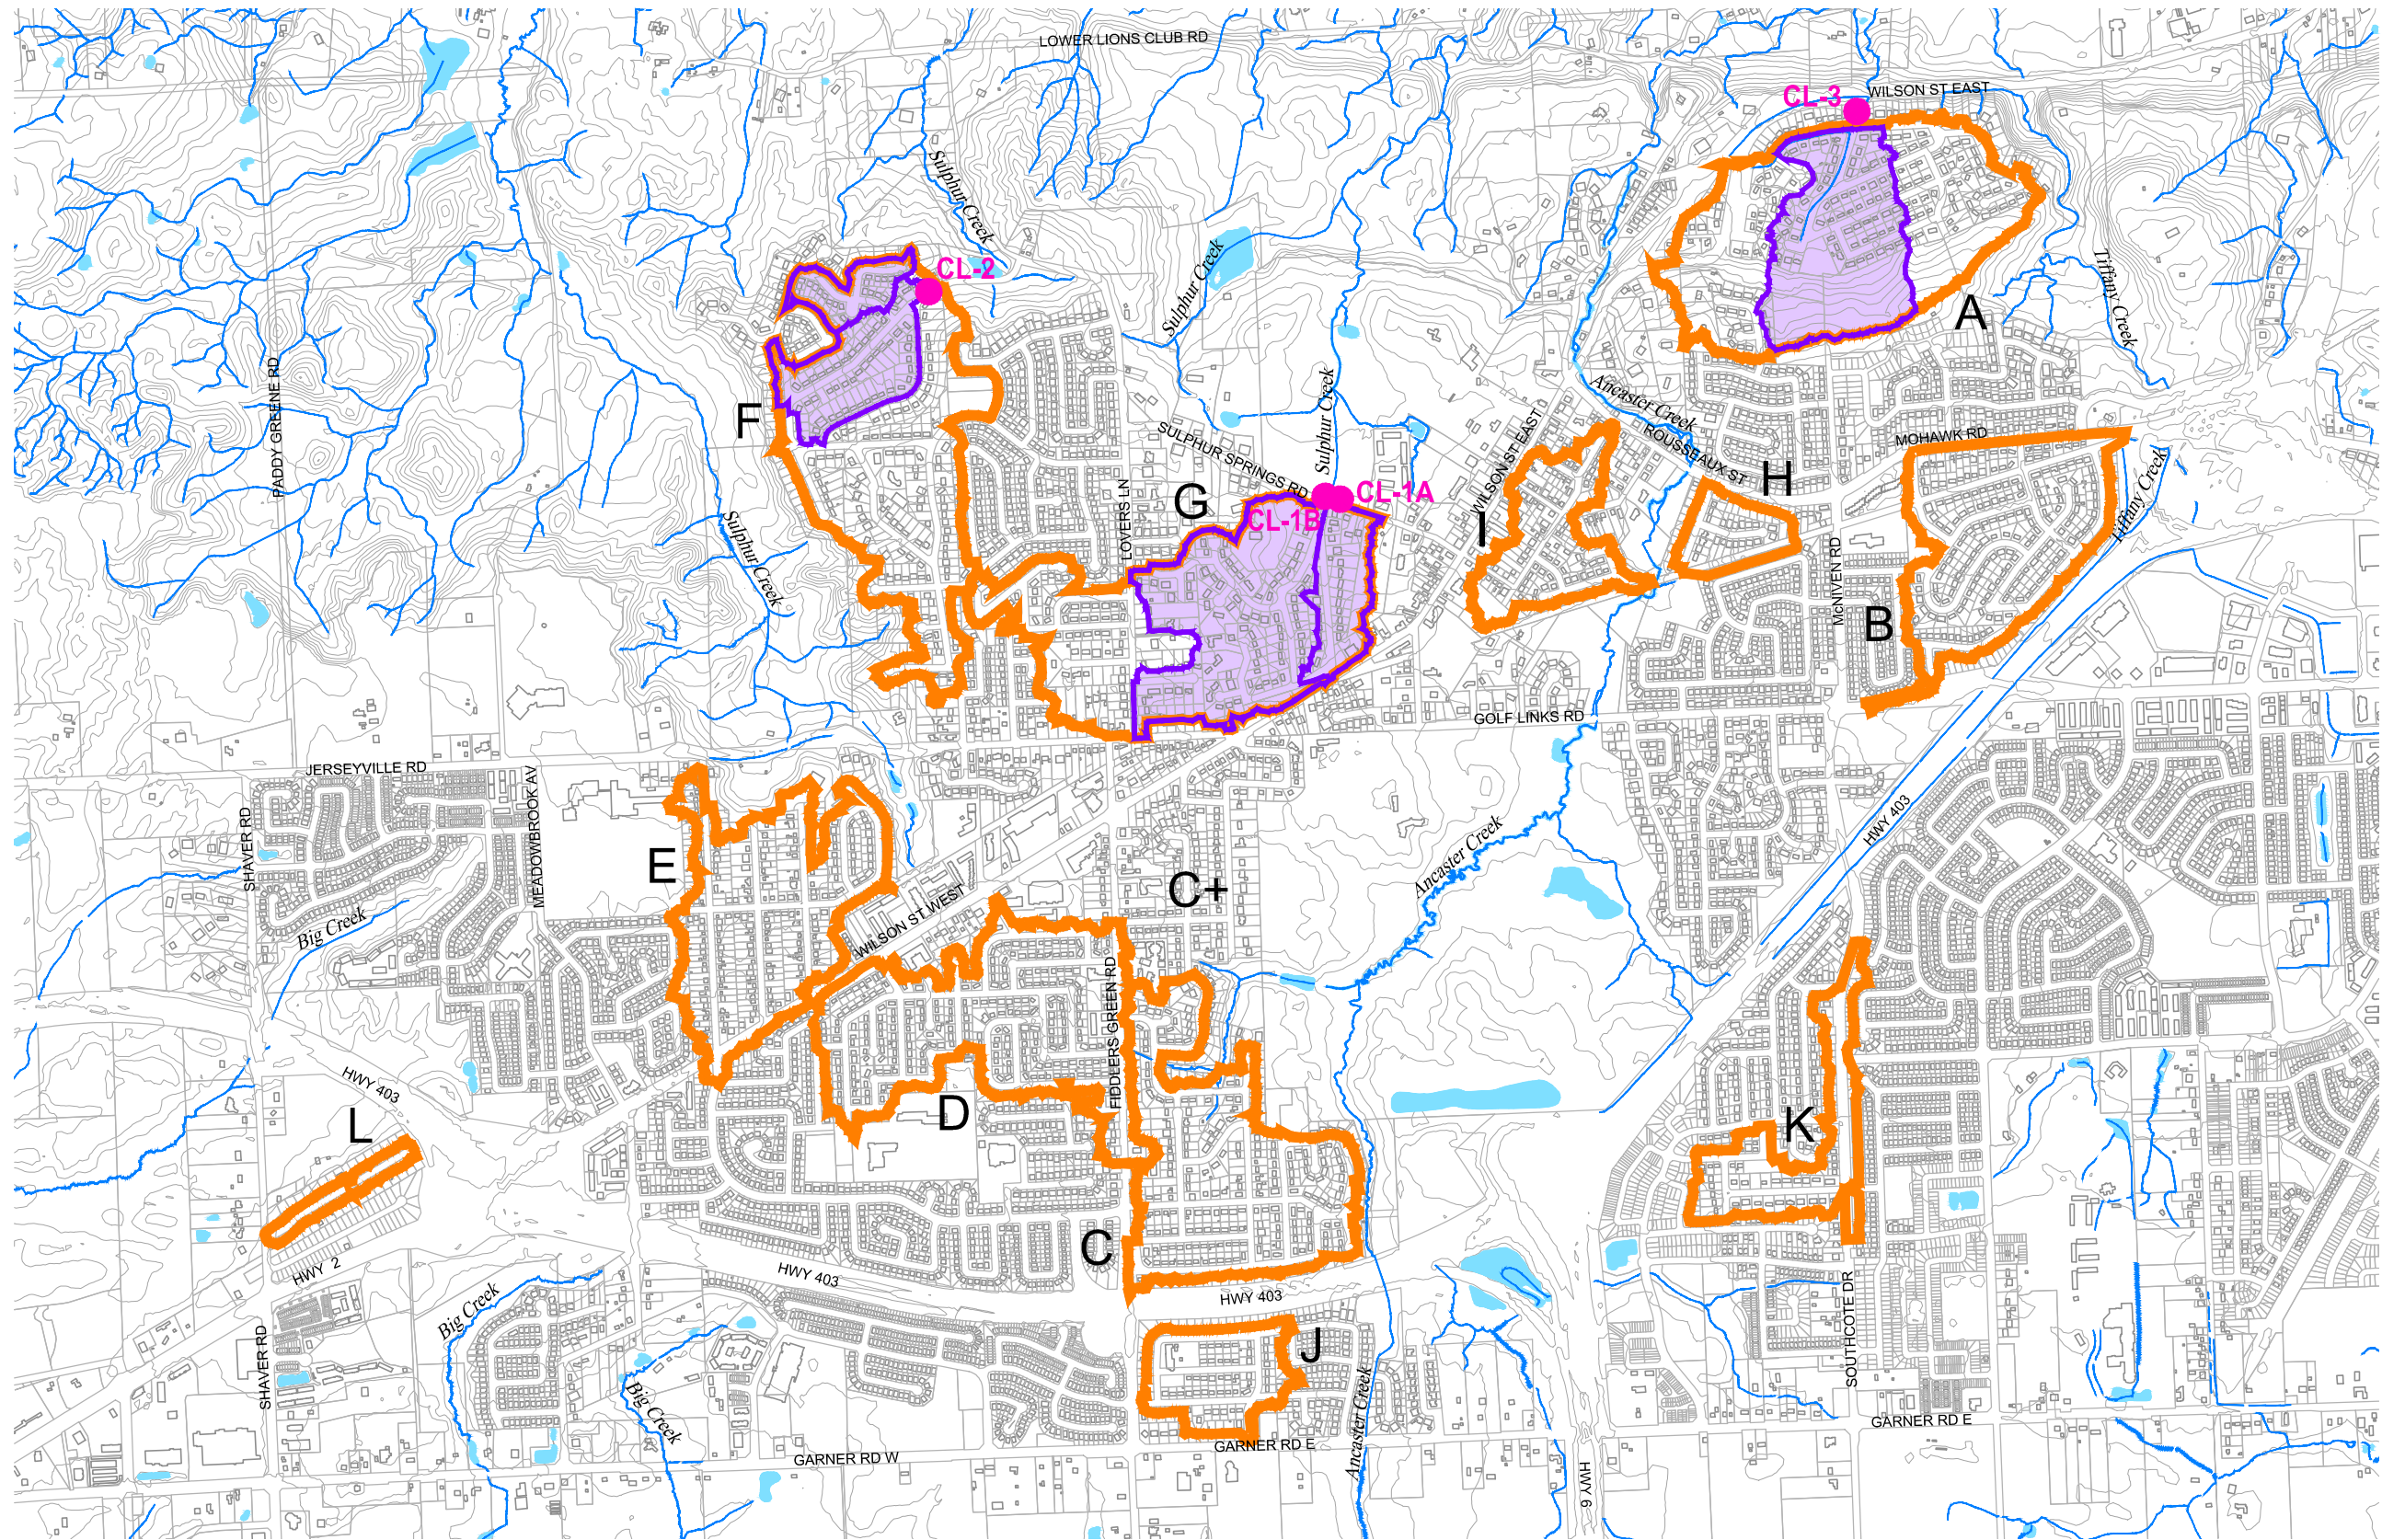 LOWER LIONS CLUB RD
CL-3
WILSON ST EAST
Sulphur Creek
Sulphur Creek
CL-2
Tiffany Creek
A
PADDY GREENE RD
Sulphur Creek
Ancaster Creek
F
SULPHUR SPRINGS RD
WILSON ST EAST
ROUSSEAUX ST
MOHAWK RD
H
Tiffany Creek
LOVERS LN
G
CL-1A
CL-1B
I
Sulphur Creek
McNIVEN RD
B
GOLF LINKS RD
JERSEYVILLE RD
SHAVER RD
MEADOWBROOK AV
E
HWY 403
Ancaster Creek
C+
WILSON ST WEST
Big Creek
FIDDLERS GREEN RD
HWY 403
L
D
K
C
HWY 2
HWY 403
HWY 403
Big Creek
SHAVER RD
J
SOUTHCOTE DR
Big Creek
Ancaster Creek
GARNER RD E
GARNER RD E
GARNER RD W
HWY 6